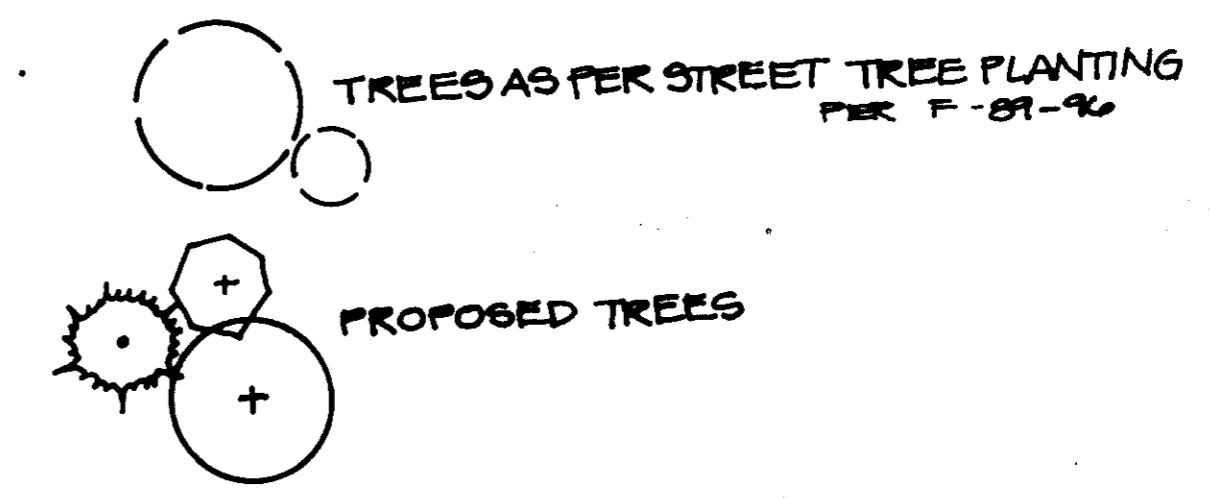 TREES AS PER STREET TREE PLANTING
PER F-89-96
PROPOSED TREES